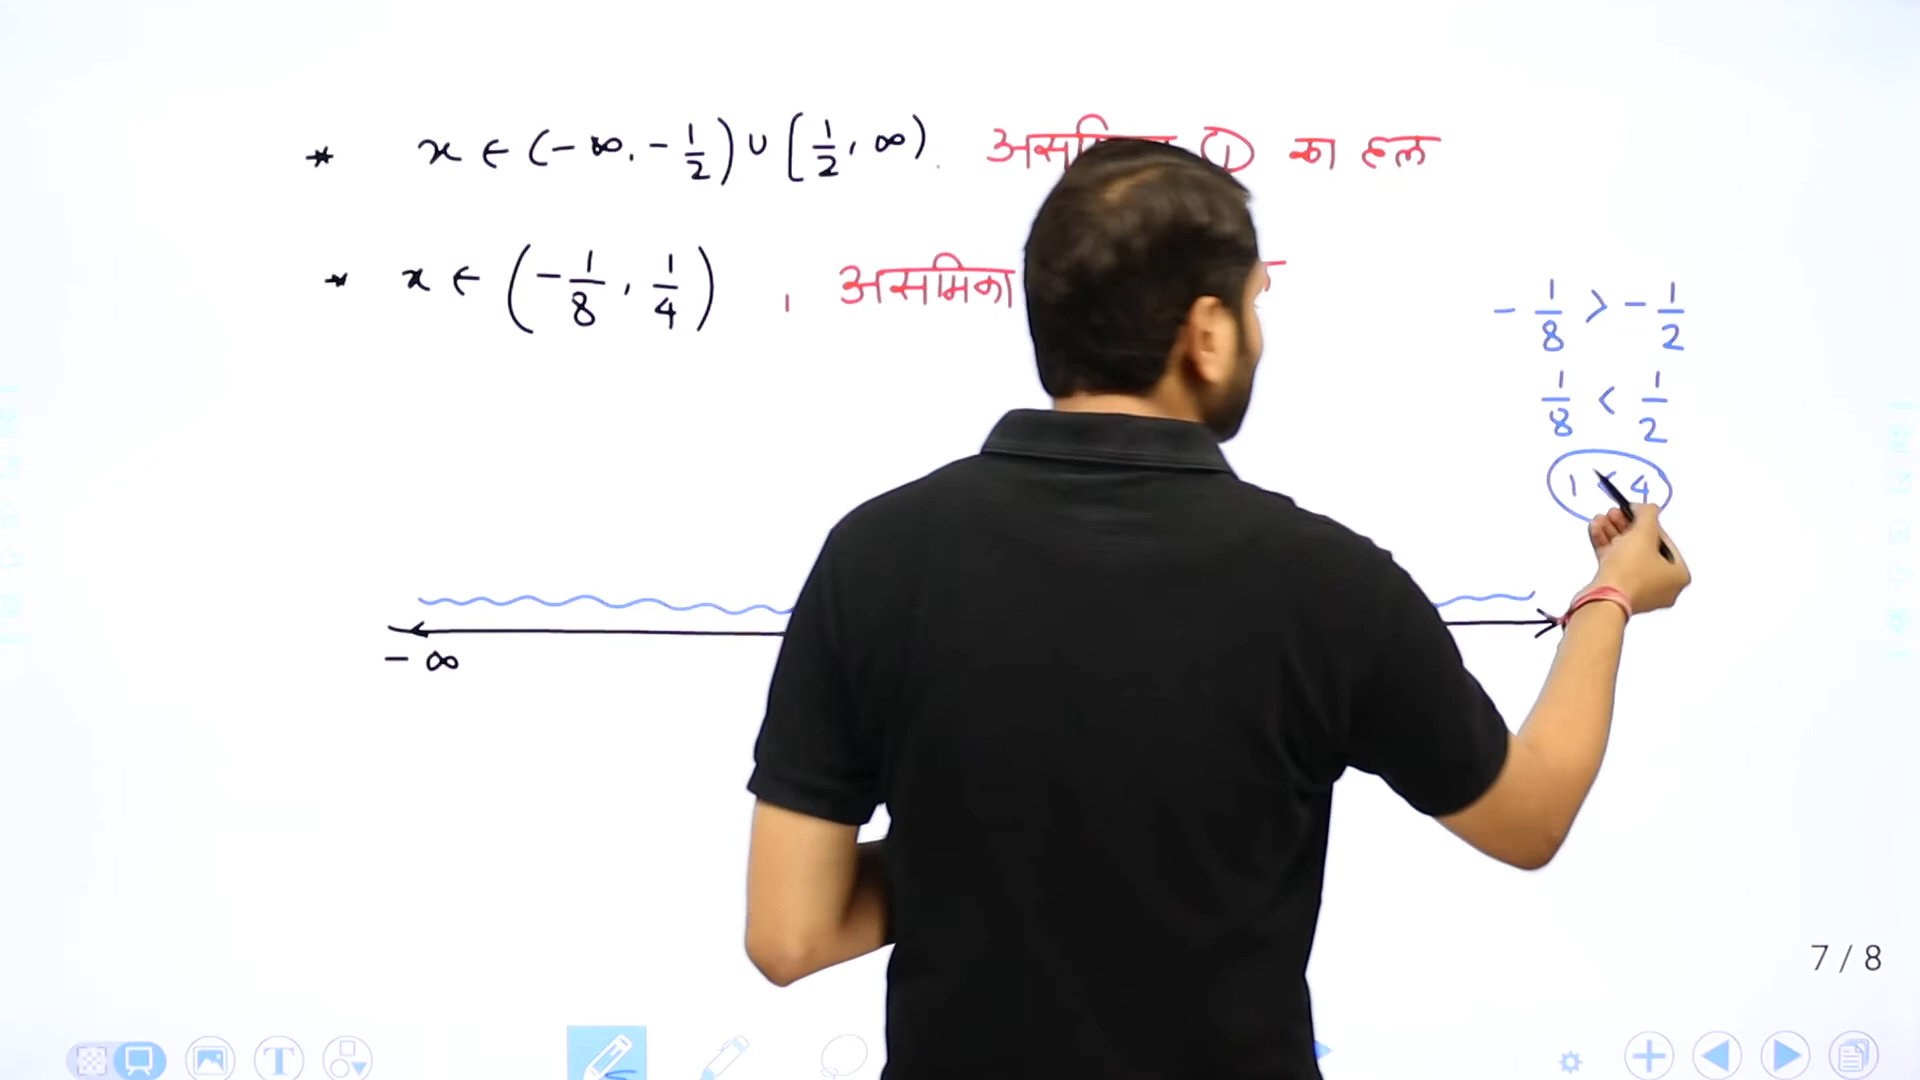 * x ∈ (-∞, -1/2) ∪ [1/2, ∞) ① का हल
* x ∈ (-1/8, 1/4) , असमिका
-1/8 > -1/2
1/8 < 1/2
1 < 4
- ∞
7 / 8
T